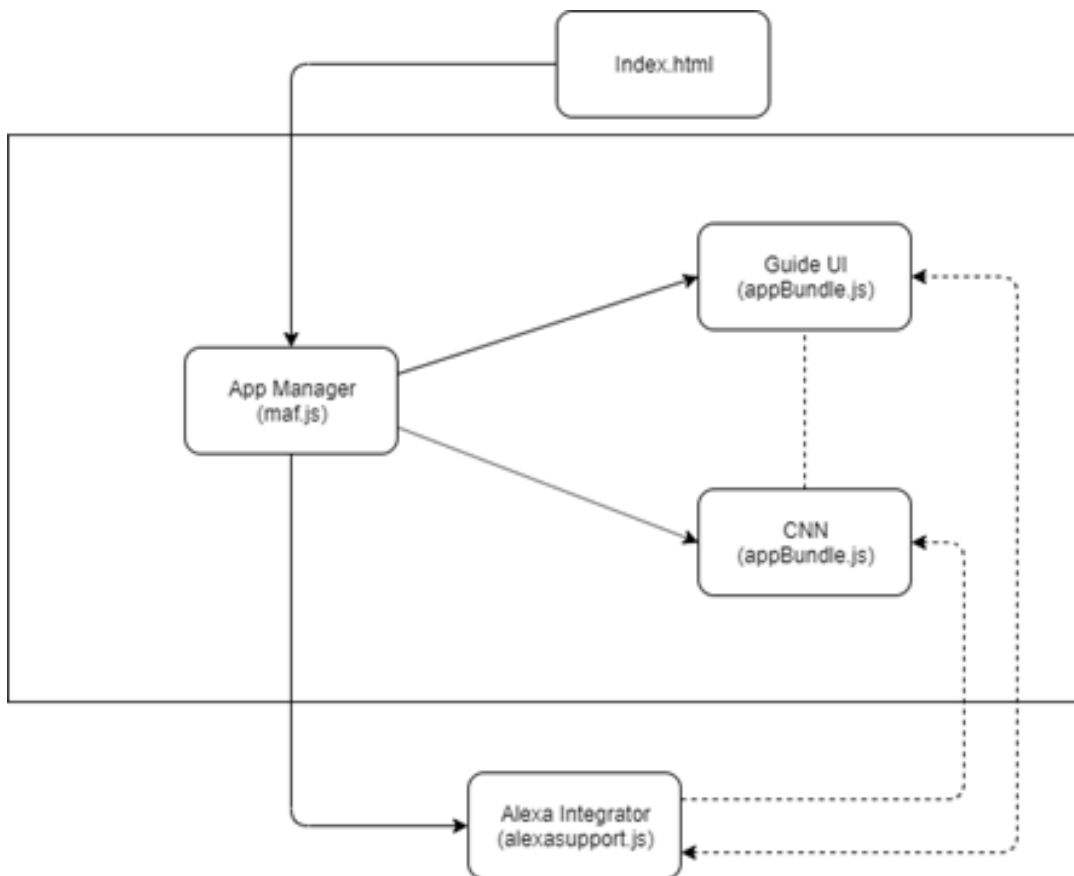 Index.html
Guide UI
(appBundle.js)
App Manager
(maf.js)
CNN
(appBundle.js)
Alexa Integrator
(alexasupport.js)